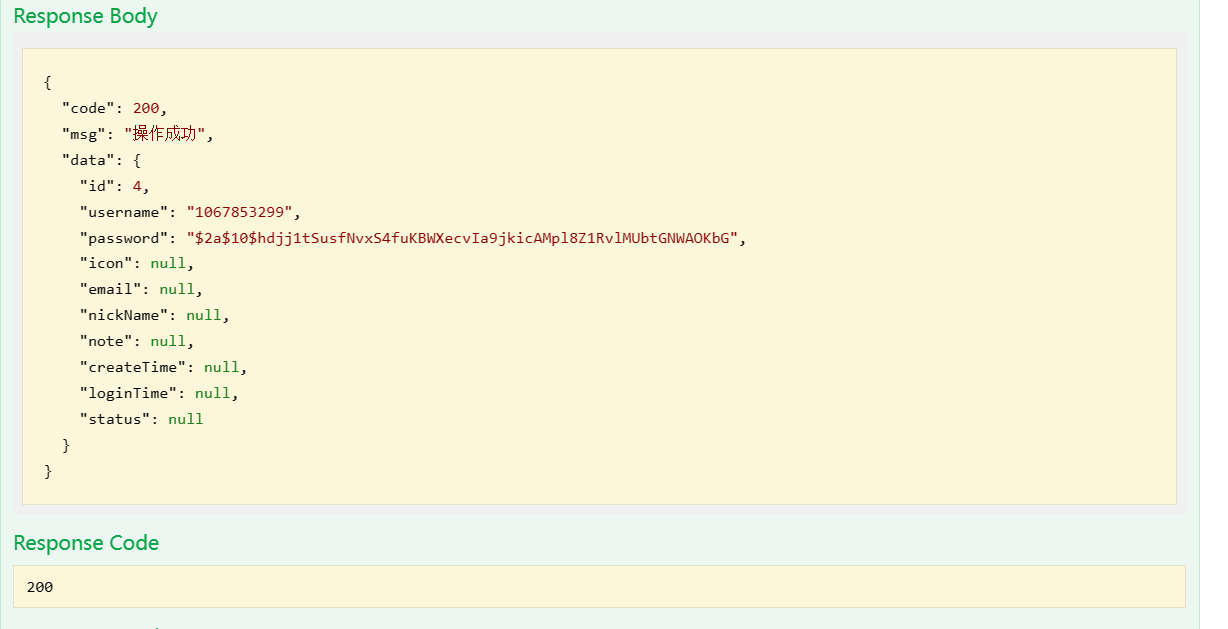 Response Body
{
"code": 200,
"msg": "操作成功",
"data": {
"id": 4,
"username": "1067853299",
"password": "$2a$10$hdjj1tSusfNvxS4fuKBWXecvIa9jkicAMpl8Z1RvlMUbtGNWAOKbG",
"icon": null,
"email": null,
"nickName": null,
"note": null,
"createTime": null,
"loginTime": null,
"status": null
}
}
Response Code
200